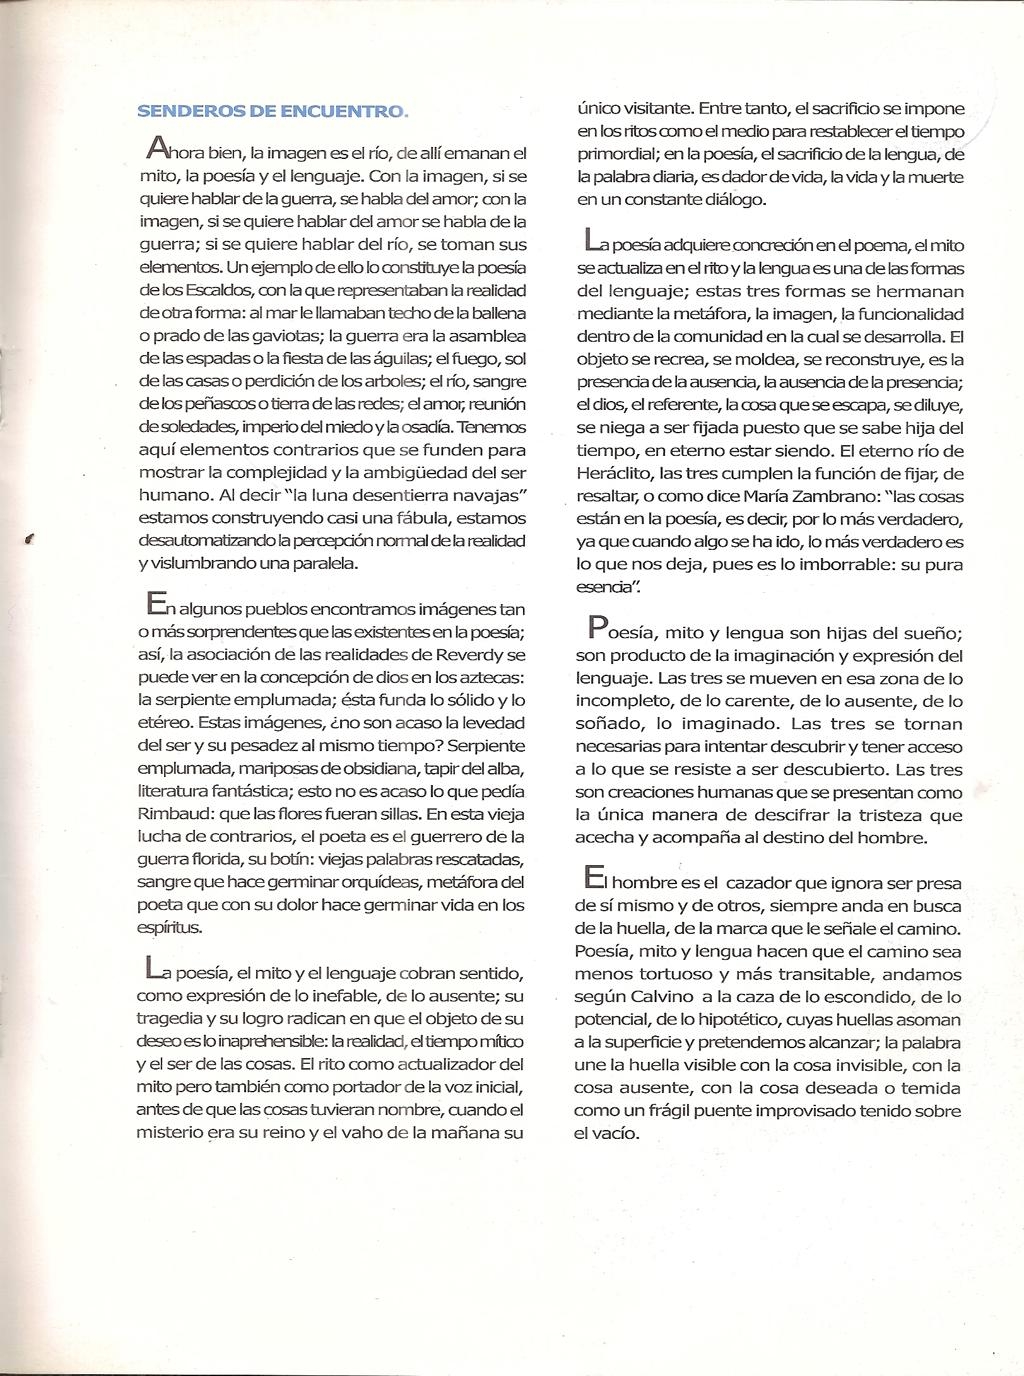 SENDEROS DE ENCUENTRO.
Ahora bien, la imagen es el río, de allí emanan el
mito, la poesía y el lenguaje. Con la imagen, si se
quiere hablar de la guerra, se habla del amor; con la
imagen, si se quiere hablar del amor se habla de la
guerra; si se quiere hablar del río, se toman sus
elementos. Un ejemplo de ello lo constituye la poesía
de los Escaldos, con la que representaban la realidad
de otra forma: al mar le llamaban techo de la ballena
o prado de las gaviotas; la guerra era la asamblea
de las espadas o la fiesta de las águilas; el fuego, sol
de las casas o perdición de los arboles; el río, sangre
de los peñascos o tierra de las redes; el amor, reunión
de soledades, imperio del miedo y la osadía. Tenemos
aquí elementos contrarios que se funden para
mostrar la complejidad y la ambigüedad del ser
humano. Al decir "la luna desentierra navajas"
estamos construyendo casi una fábula, estamos
desautomatizando la percepción normal de la realidad
y vislumbrando una paralela.
En algunos pueblos encontramos imágenes tan
o más sorprendentes que las existentes en la poesía;
así, la asociación de las realidades de Reverdy se
puede ver en la concepción de dios en los aztecas:
la serpiente emplumada; ésta funda lo sólido y lo
etéreo. Estas imágenes, ¿no son acaso la levedad
del ser y su pesadez al mismo tiempo? Serpiente
emplumada, mariposas de obsidiana, tapir del alba,
literatura fantástica; esto no es acaso lo que pedía
Rimbaud: que las flores fueran sillas. En esta vieja
lucha de contrarios, el poeta es el guerrero de la
guerra florida, su botín: viejas palabras rescatadas,
sangre que hace germinar orquídeas, metáfora del
poeta que con su dolor hace germinar vida en los
espíritus.
La poesía, el mito y el lenguaje cobran sentido,
como expresión de lo inefable, de lo ausente; su
tragedia y su logro radican en que el objeto de su
deseo es lo inaprehensible: la realidad, el tiempo mítico
y el ser de las cosas. El rito como actualizador del
mito pero también como portador de la voz inicial,
antes de que las cosas tuvieran nombre, cuando el
misterio era su reino y el vaho de la mañana su
único visitante. Entre tanto, el sacrificio se impone
en los ritos como el medio para restablecer el tiempo
primordial; en la poesía, el sacrificio de la lengua, de
la palabra diaria, es dador de vida, la vida y la muerte
en un constante diálogo.
La poesía adquiere concreción en el poema, el mito
se actualiza en el rito y la lengua es una de las formas
del lenguaje; estas tres formas se hermanan
mediante la metáfora, la imagen, la funcionalidad
dentro de la comunidad en la cual se desarrolla. El
objeto se recrea, se moldea, se reconstruye, es la
presencia de la ausencia, la ausencia de la presencia;
el dios, el referente, la cosa que se escapa, se diluye,
se niega a ser fijada puesto que se sabe hija del
tiempo, en eterno estar siendo. El eterno río de
Heráclito, las tres cumplen la función de fijar, de
resaltar, o como dice María Zambrano: "las cosas
están en la poesía, es decir, por lo más verdadero,
ya que cuando algo se ha ido, lo más verdadero es
lo que nos deja, pues es lo imborrable: su pura
esencia".
Poesía, mito y lengua son hijas del sueño;
son producto de la imaginación y expresión del
lenguaje. Las tres se mueven en esa zona de lo
incompleto, de lo carente, de lo ausente, de lo
soñado, lo imaginado. Las tres se tornan
necesarias para intentar descubrir y tener acceso
a lo que se resiste a ser descubierto. Las tres
son creaciones humanas que se presentan como
la única manera de descifrar la tristeza que
acecha y acompaña al destino del hombre.
El hombre es el cazador que ignora ser presa
de sí mismo y de otros, siempre anda en busca
de la huella, de la marca que le señale el camino.
Poesía, mito y lengua hacen que el camino sea
menos tortuoso y más transitable, andamos
según Calvino a la caza de lo escondido, de lo
potencial, de lo hipotético, cuyas huellas asoman
a la superficie y pretendemos alcanzar; la palabra
une la huella visible con la cosa invisible, con la
cosa ausente, con la cosa deseada o temida
como un frágil puente improvisado tenido sobre
el vacío.